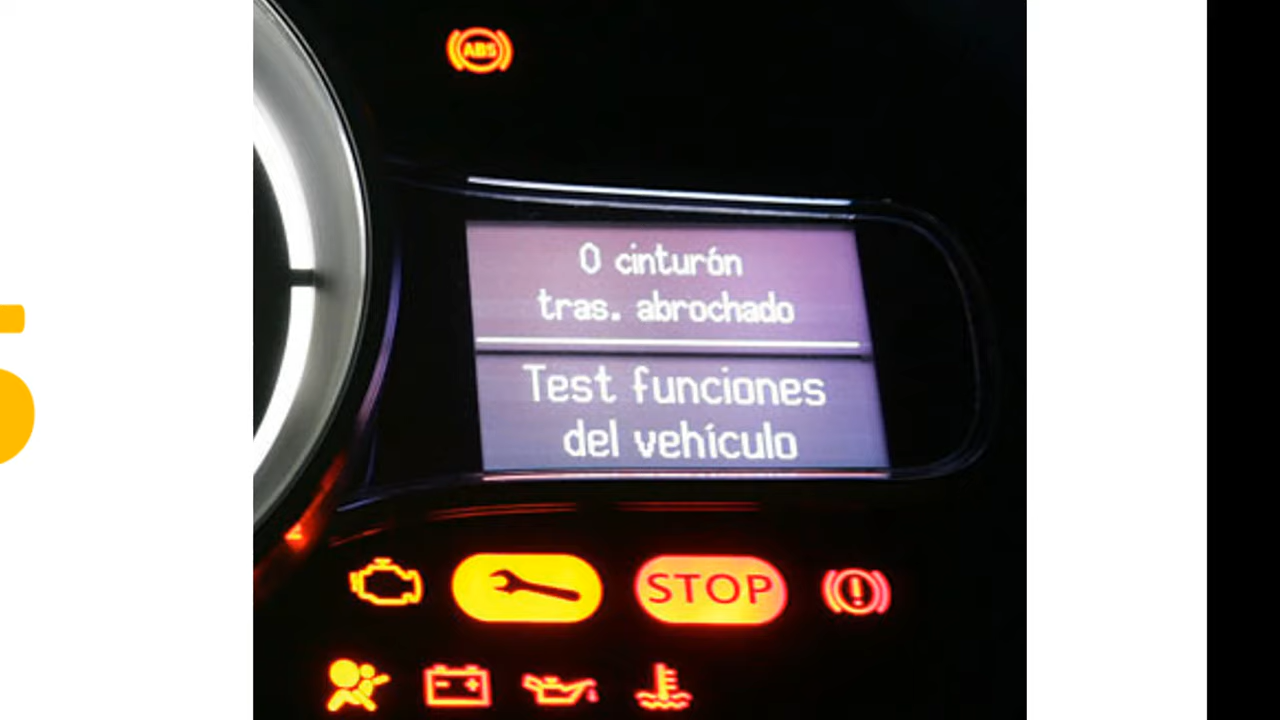 ABS
0 cinturón
tras. abrochado
Test funciones
del vehículo
STOP